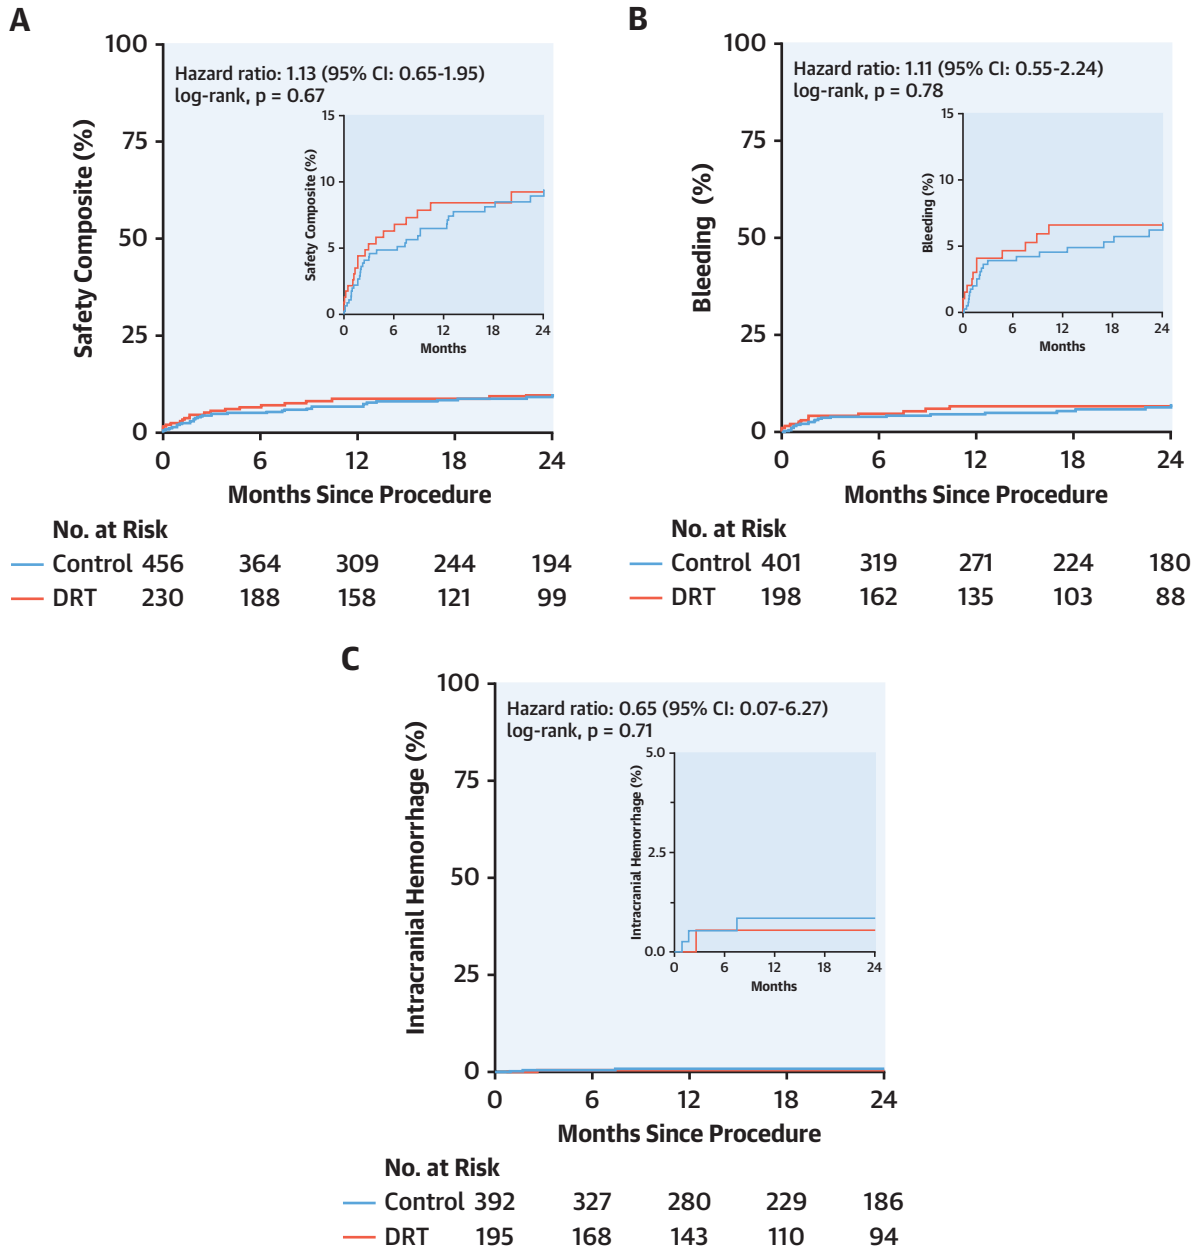 A
100
75
50
25
0
Safety Composite (%)
Hazard ratio: 1.13 (95% CI: 0.65-1.95)
log-rank, p = 0.67
15
10
5
0
Safety Composite (%)
0 6 12 18 24
Months
0 6 12 18 24
Months Since Procedure
No. at Risk
Control 456 364 309 244 194
DRT 230 188 158 121 99
B
100
75
50
25
0
Bleeding (%)
Hazard ratio: 1.11 (95% CI: 0.55-2.24)
log-rank, p = 0.78
15
10
5
0
Bleeding (%)
0 6 12 18 24
Months
0 6 12 18 24
Months Since Procedure
No. at Risk
Control 401 319 271 224 180
DRT 198 162 135 103 88
C
100
75
50
25
0
Intracranial Hemorrhage (%)
Hazard ratio: 0.65 (95% CI: 0.07-6.27)
log-rank, p = 0.71
5.0
2.5
0.0
Intracranial Hemorrhage (%)
0 6 12 18 24
Months
0 6 12 18 24
Months Since Procedure
No. at Risk
Control 392 327 280 229 186
DRT 195 168 143 110 94